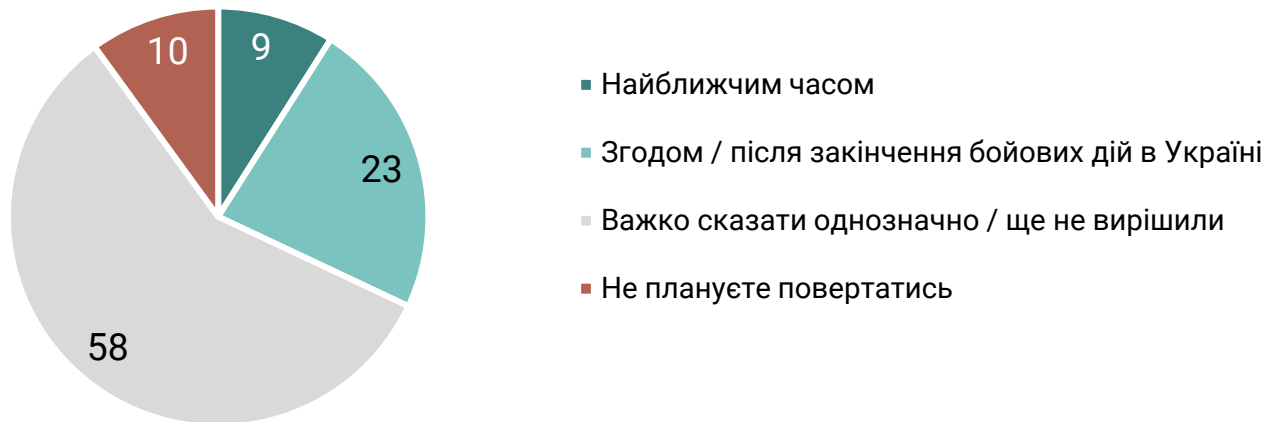 10
9
23
58
Найближчим часом
Згодом / після закінчення бойових дій в Україні
Важко сказати однозначно / ще не вирішили
Не плануєте повертатись